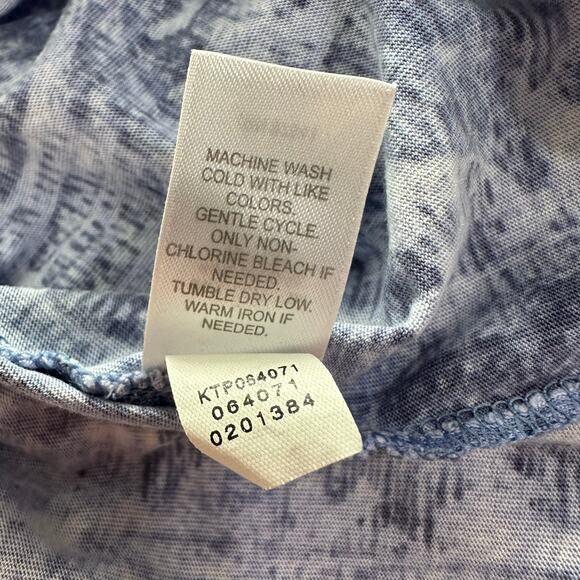 MACHINE WASH
COLD WITH LIKE
COLORS.
GENTLE CYCLE.
ONLY NON-
CHLORINE BLEACH IF
NEEDED.
TUMBLE DRY LOW.
WARM IRON IF
NEEDED.
KTP064071
064071
0201384